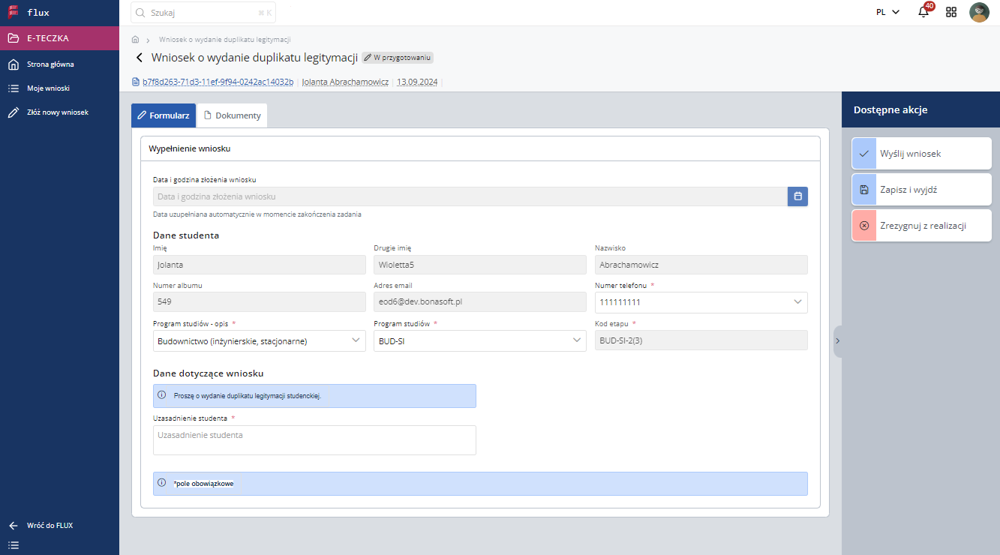 flux
Szukaj
⌘ K
PL
40
E-TECZKA
Strona główna
Moje wnioski
Złóż nowy wniosek
Wróć do FLUX
Wniosek o wydanie duplikatu legitymacji
Wniosek o wydanie duplikatu legitymacji
W przygotowaniu
b7f8d263-71d3-11ef-9f94-0242ac14032b | Jolanta Abrachamowicz | 13.09.2024 |
Formularz
Dokumenty
Wypełnienie wniosku
Data i godzina złożenia wniosku
Data i godzina złożenia wniosku
Data uzupełniana automatycznie w momencie zakończenia zadania
Dane studenta
Imię
Drugie imię
Nazwisko
Jolanta
Wioletta5
Abrachamowicz
Numer albumu
Adres email
Numer telefonu *
549
eod6@dev.bonasoft.pl
111111111
Program studiów - opis *
Program studiów *
Kod etapu *
Budownictwo (inżynierskie, stacjonarne)
BUD-SI
BUD-SI-2(3)
Dane dotyczące wniosku
Proszę o wydanie duplikatu legitymacji studenckiej.
Uzasadnienie studenta *
Uzasadnienie studenta
*pole obowiązkowe
Dostępne akcje
Wyślij wniosek
Zapisz i wyjdź
Zrezygnuj z realizacji